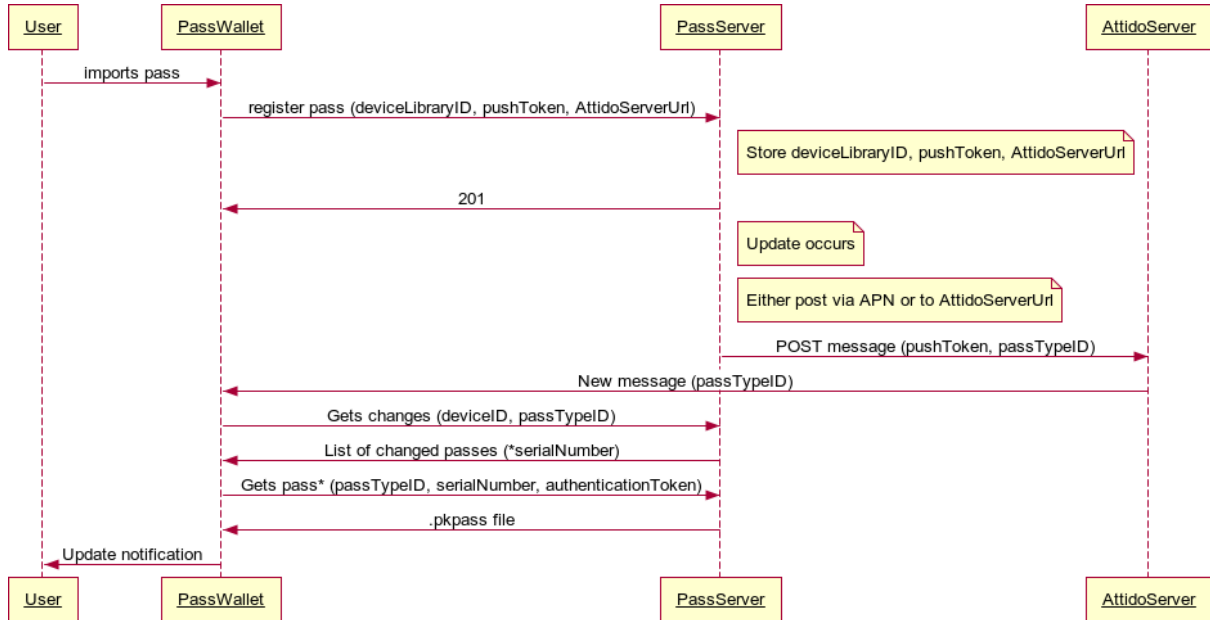 User
PassWallet
PassServer
AttidoServer
imports pass
register pass (deviceLibraryID, pushToken, AttidoServerUrl)
Store deviceLibraryID, pushToken, AttidoServerUrl
201
Update occurs
Either post via APN or to AttidoServerUrl
POST message (pushToken, passTypeID)
New message (passTypeID)
Gets changes (deviceID, passTypeID)
List of changed passes (*serialNumber)
Gets pass* (passTypeID, serialNumber, authenticationToken)
.pkpass file
Update notification
User
PassWallet
PassServer
AttidoServer